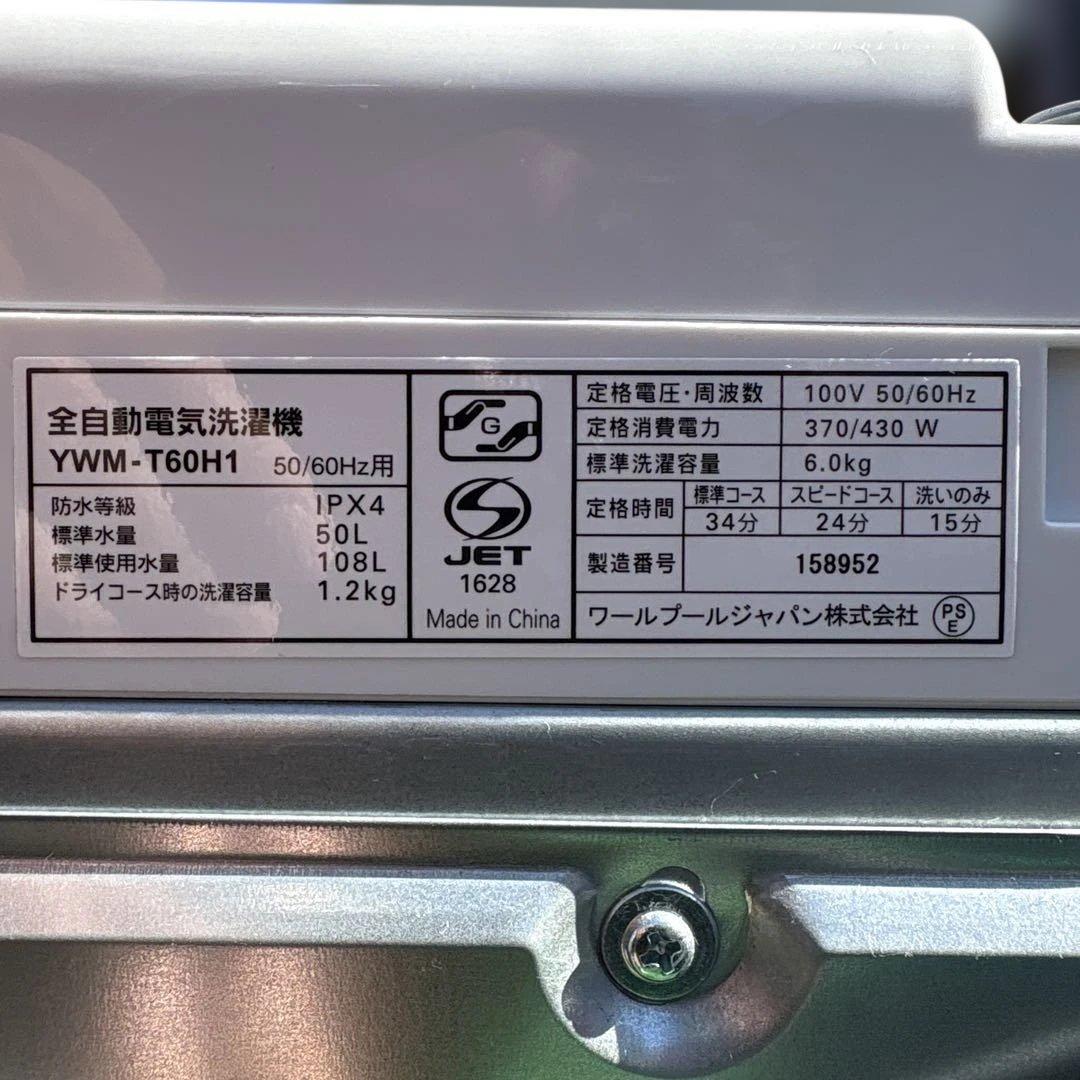 全自動電気洗濯機
YWM-T60H1 50/60Hz用
防水等級 IPX4
標準水量 50L
標準使用水量 108L
ドライコース時の洗濯容量 1.2kg
G
S
JET
1628
Made in China
定格電圧・周波数 100V 50/60Hz
定格消費電力 370/430 W
標準洗濯容量 6.0kg
定格時間 標準コース スピードコース 洗いのみ
34分 24分 15分
製造番号 158952
ワールプールジャパン株式会社 PSE